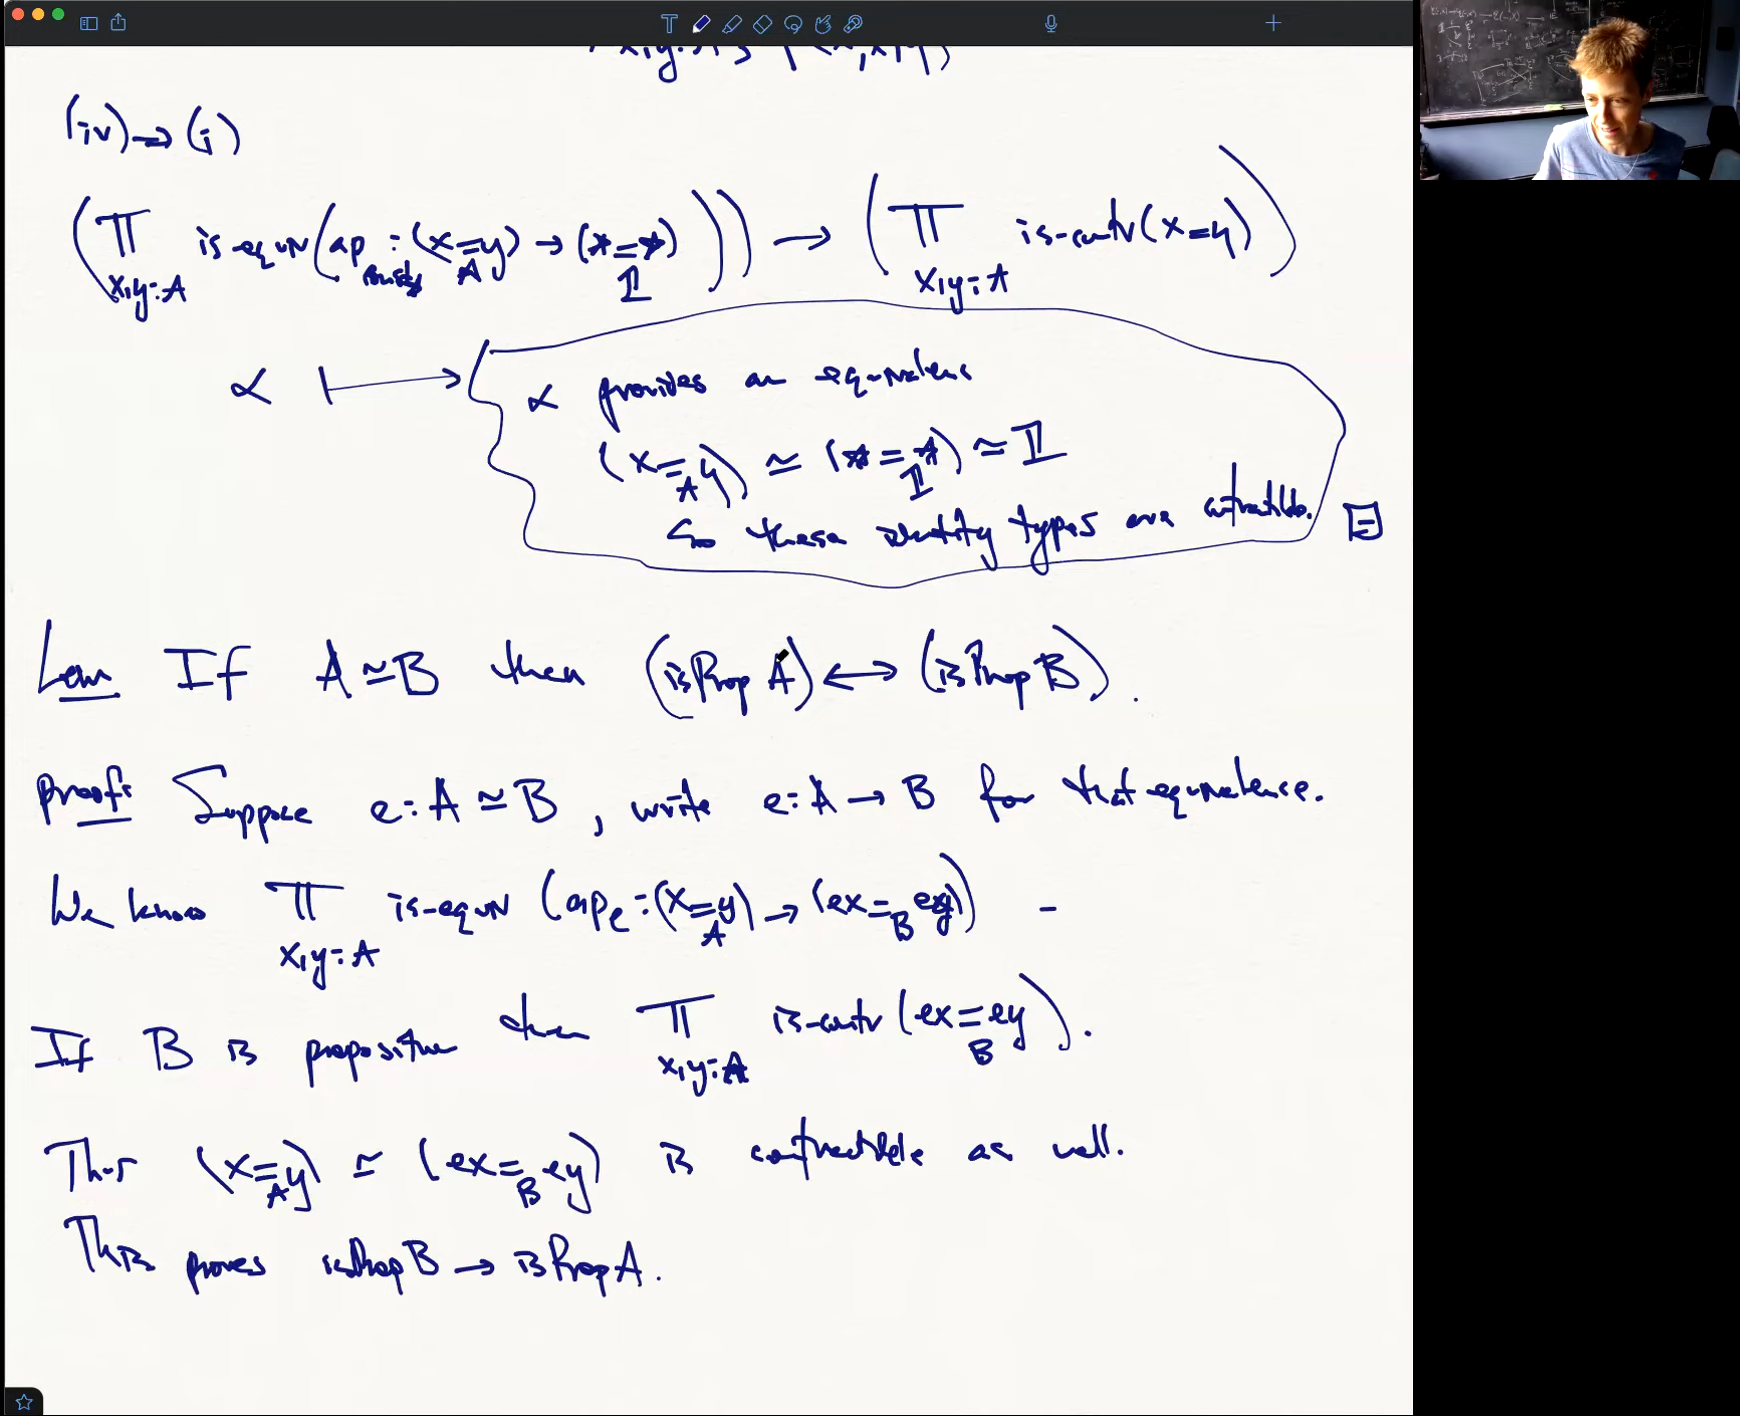 (iv) → (i)
(Π_{x,y:A} is-equiv(ap_{const_*} : (x =_A y) → (* =_𝟙 *))) → (Π_{x,y:A} is-contr(x=y))
α ↦ α provides an equivalence
(x =_A y) ≃ (* =_𝟙 *) ≃ 𝟙
So these identity types are contractible.
Lem If A ≃ B then (isProp A) ↔ (isProp B).
proof: Suppose e: A ≃ B, write e: A → B for that equivalence.
We know Π_{x,y:A} is-equiv (ap_e : (x =_A y) → (ex =_B ey)) -
If B is proposition then Π_{x,y:A} is-contr (ex =_B ey).
Thus (x =_A y) ≃ (ex =_B ey) is contractible as well.
This proves isProp B → isProp A.